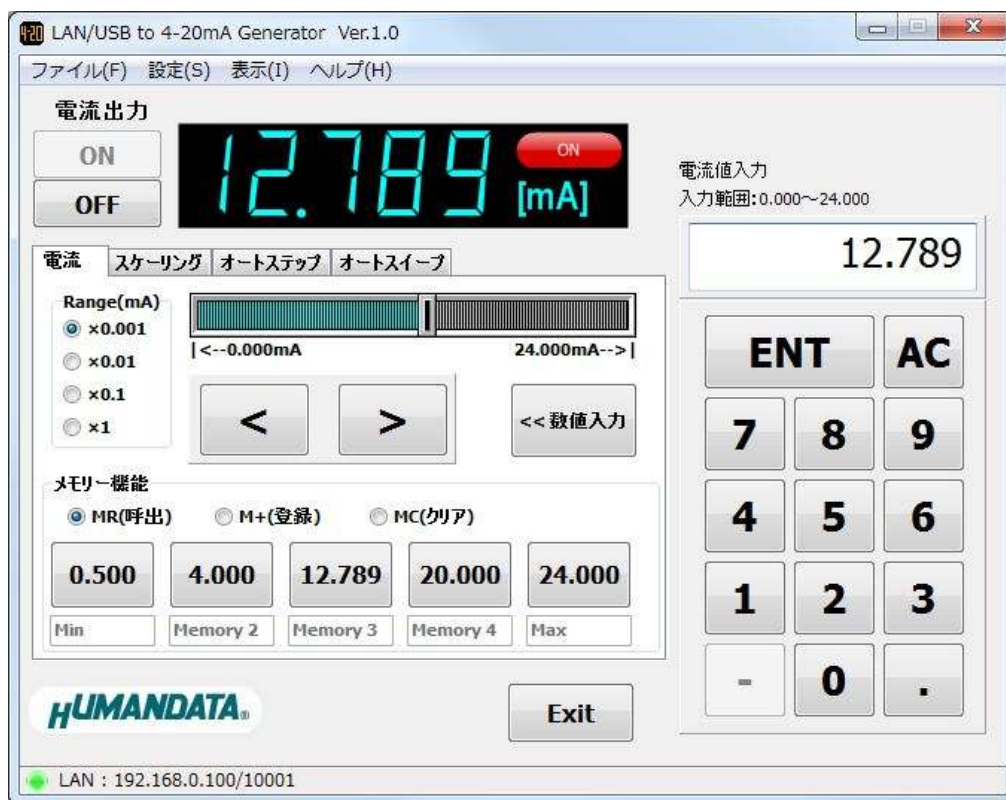 LAN/USB to 4-20mA Generator Ver.1.0
ファイル(F) 設定(S) 表示(I) ヘルプ(H)
電流出力
ON
OFF
12.789
ON
[mA]
電流値入力
入力範囲:0.000～24.000
12.789
電流 スケーリング オートステップ オートスイープ
Range(mA)
×0.001
×0.01
×0.1
×1
|<--0.000mA 24.000mA-->|
< > << 数値入力
メモリー機能
MR(呼出) M+(登録) MC(クリア)
0.500 4.000 12.789 20.000 24.000
Min Memory 2 Memory 3 Memory 4 Max
ENT AC
7 8 9
4 5 6
1 2 3
- 0 .
HUMANDATA®
Exit
LAN : 192.168.0.100/10001